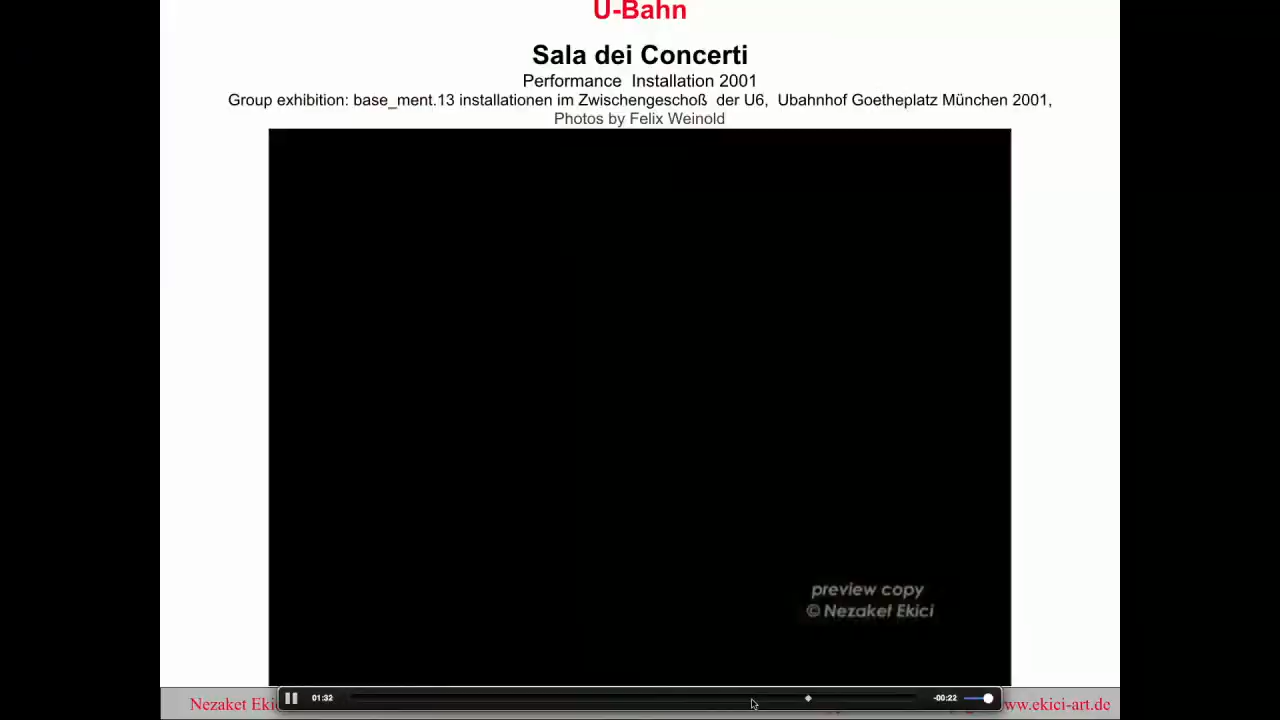 U-Bahn
Sala dei Concerti
Performance Installation 2001
Group exhibition: base_ment.13 installationen im Zwischengeschoß der U6, Ubahnhof Goetheplatz München 2001,
Photos by Felix Weinold
preview copy
© Nezaket Ekici
01:32
-00:22
Nezaket Ekic
www.ekici-art.de